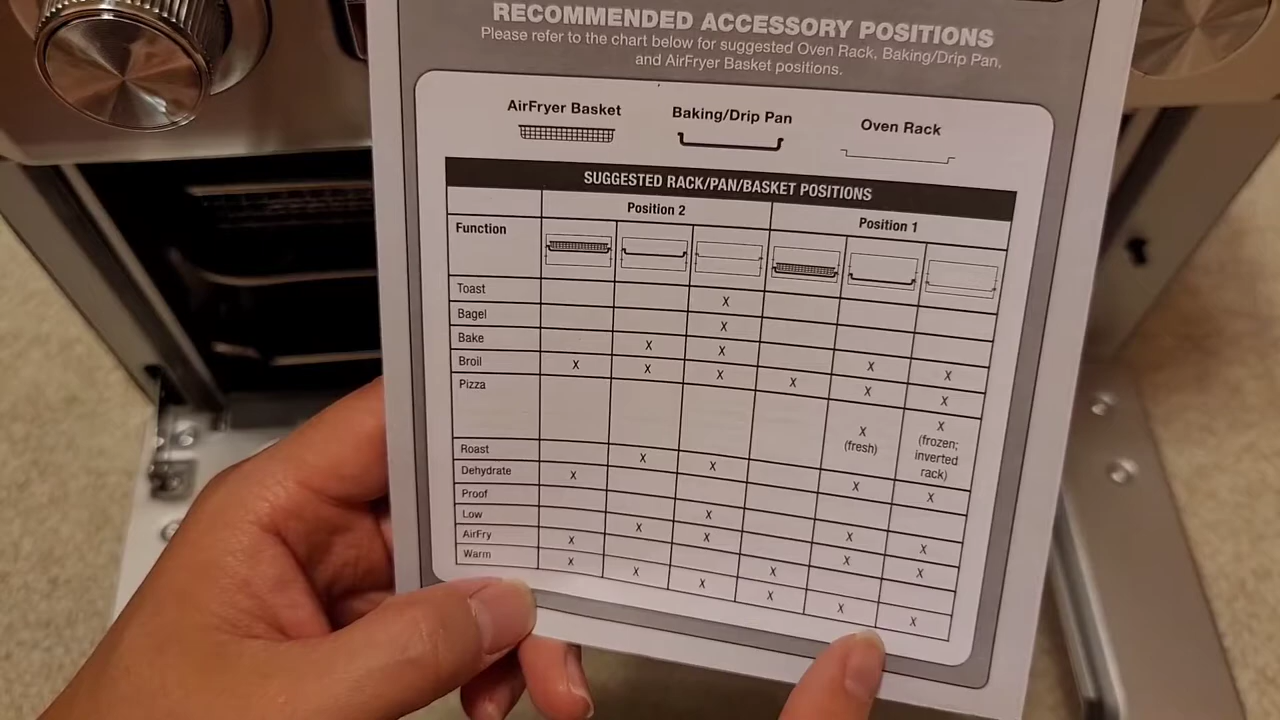 RECOMMENDED ACCESSORY POSITIONS
Please refer to the chart below for suggested Oven Rack, Baking/Drip Pan,
and AirFryer Basket positions.
AirFryer Basket Baking/Drip Pan Oven Rack
SUGGESTED RACK/PAN/BASKET POSITIONS
Position 2 Position 1
Function
Toast X
Bagel X
Bake X X X X
Broil X X X X X X
Pizza X (fresh) X (frozen; inverted rack)
Roast X X X X
Dehydrate X
Proof X X X
Low X X X X
AirFry X X
Warm X X X X X X